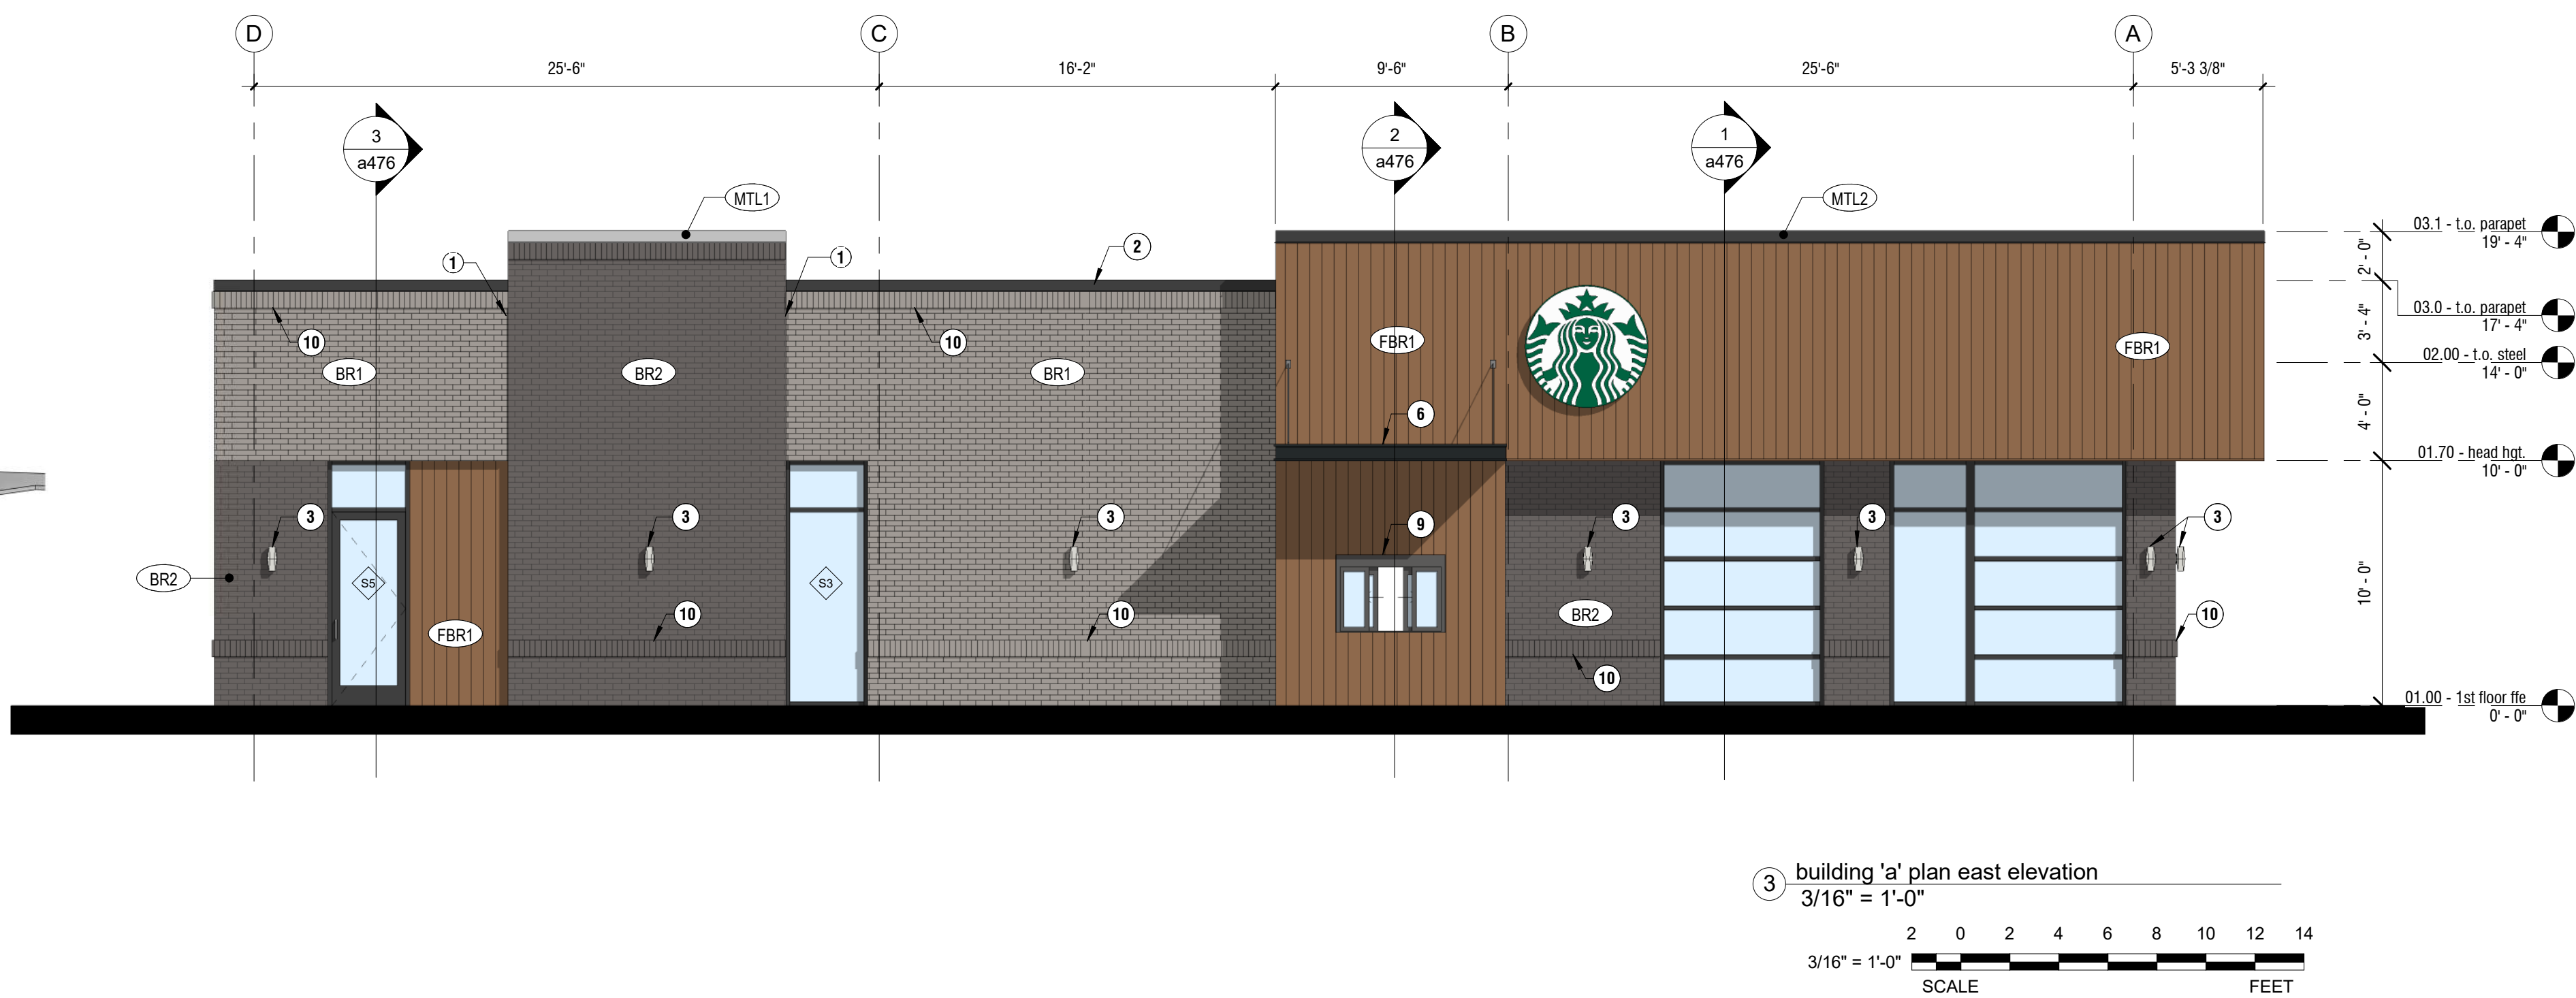 D
C
B
A
25'-6"
16'-2"
9'-6"
25'-6"
5'-3 3/8"
3
a476
2
a476
1
a476
MTL1
MTL2
03.1 - t.o. parapet
19' - 4"
2' - 0"
1
1
2
03.0 - t.o. parapet
17' - 4"
3' - 4"
10
10
BR1
BR2
BR1
FBR1
FBR1
02.00 - t.o. steel
14' - 0"
4' - 0"
6
01.70 - head hgt.
10' - 0"
3
3
3
9
3
3
3
BR2
S5
S3
10' - 0"
10
10
BR2
10
FBR1
10
01.00 - 1st floor ffe
0' - 0"
3
building 'a' plan east elevation
3/16" = 1'-0"
2 0 2 4 6 8 10 12 14
3/16" = 1'-0"
SCALE FEET